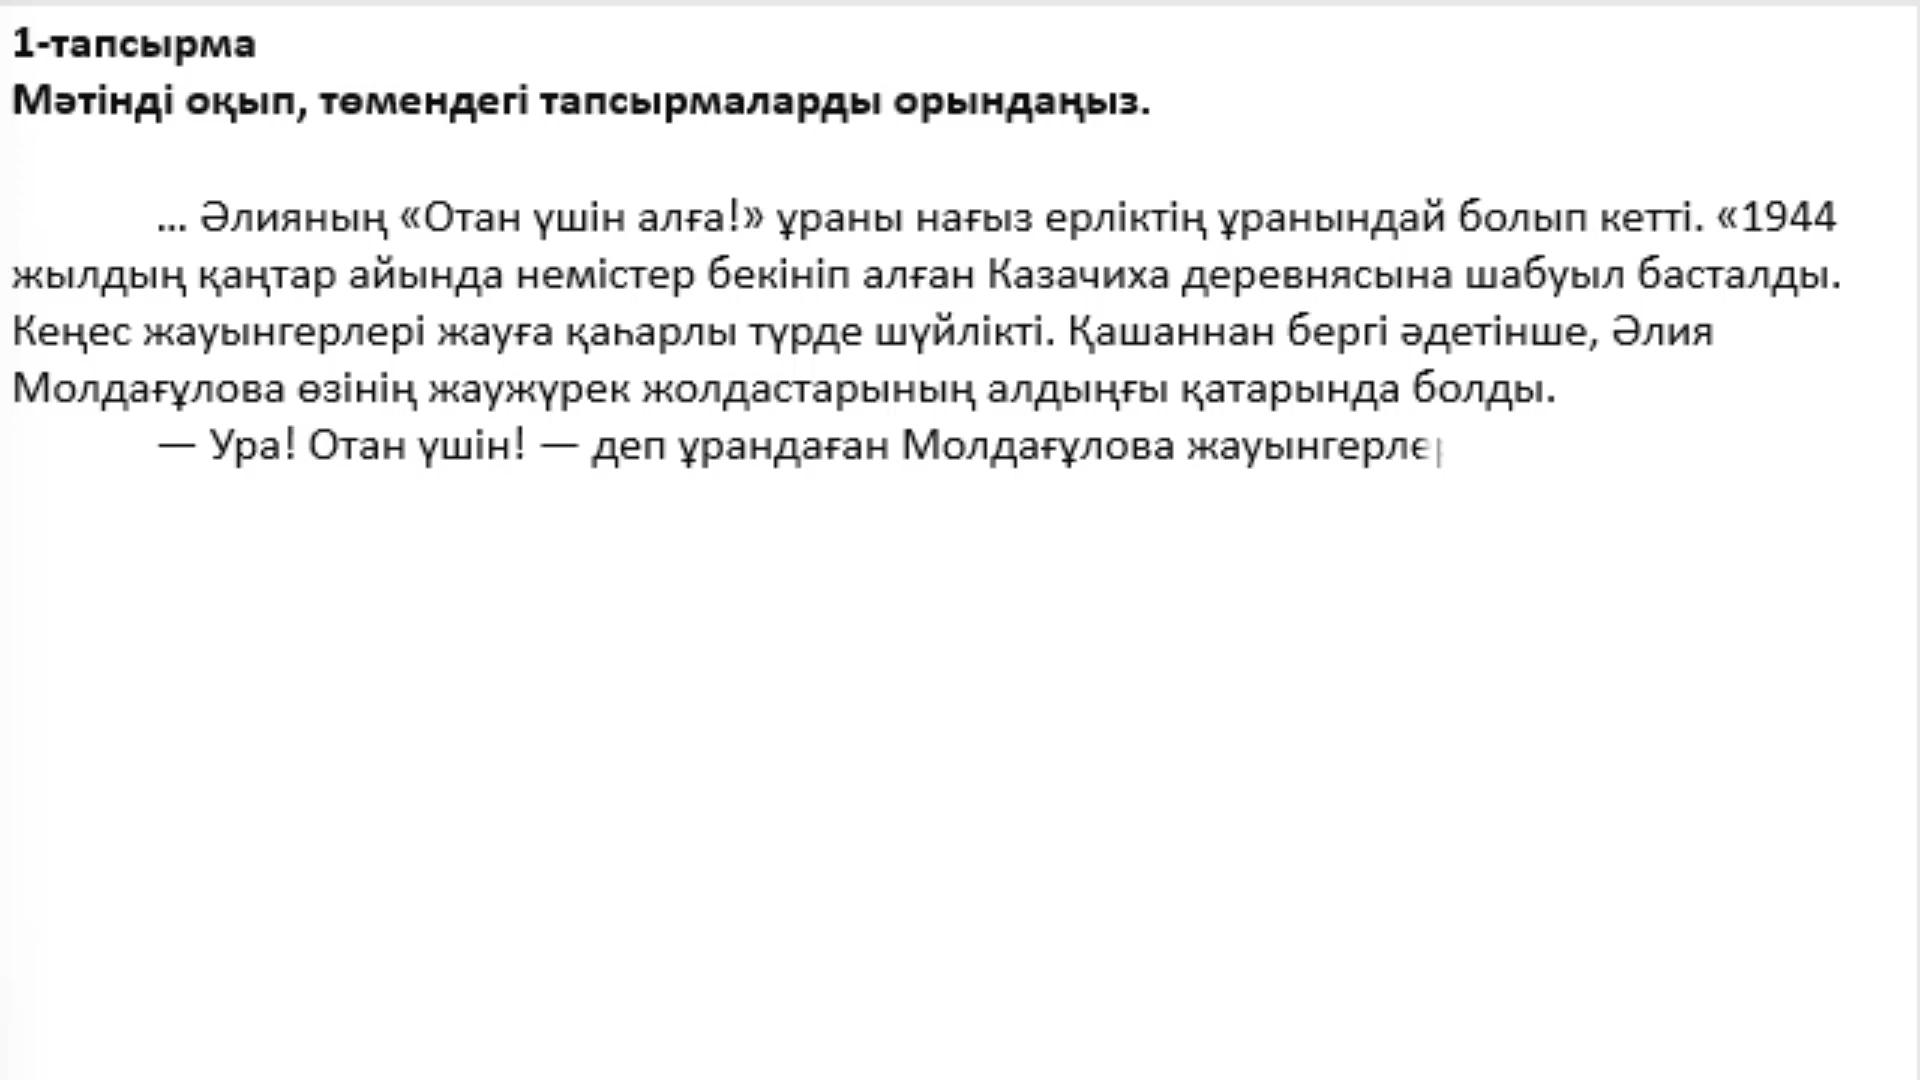 1-тапсырма
Мәтінді оқып, төмендегі тапсырмаларды орындаңыз.
... Әлияның «Отан үшін алға!» ұраны нағыз ерліктің ұранындай болып кетті. «1944
жылдың қаңтар айында немістер бекініп алған Казачиха деревнясына шабуыл басталды.
Кеңес жауынгерлері жауға қаһарлы түрде шүйлікті. Қашаннан бергі әдетінше, Әлия
Молдағұлова өзінің жаужүрек жолдастарының алдыңғы қатарында болды.
— Ура! Отан үшін! — деп ұрандаған Молдағұлова